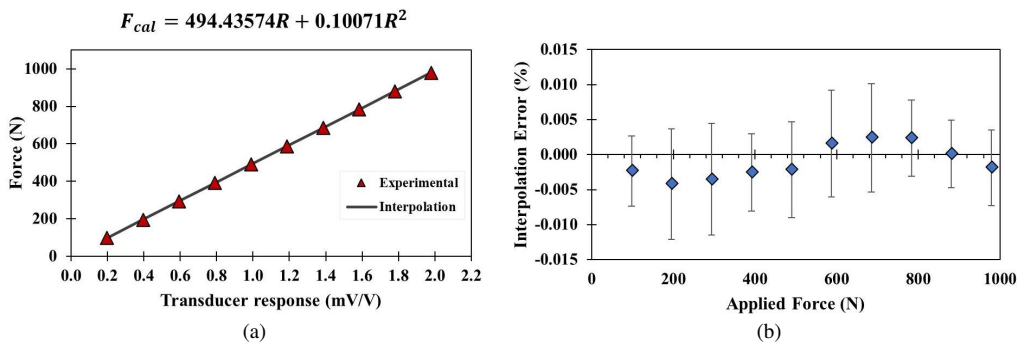 F_cal = 494.43574R + 0.10071R²
Force (N)
1000
800
600
400
200
0
Experimental
Interpolation
0.0 0.2 0.4 0.6 0.8 1.0 1.2 1.4 1.6 1.8 2.0 2.2
Transducer response (mV/V)
(a)
Interpolation Error (%)
0.015
0.010
0.005
0.000
-0.005
-0.010
-0.015
0 200 400 600 800 1000
Applied Force (N)
(b)